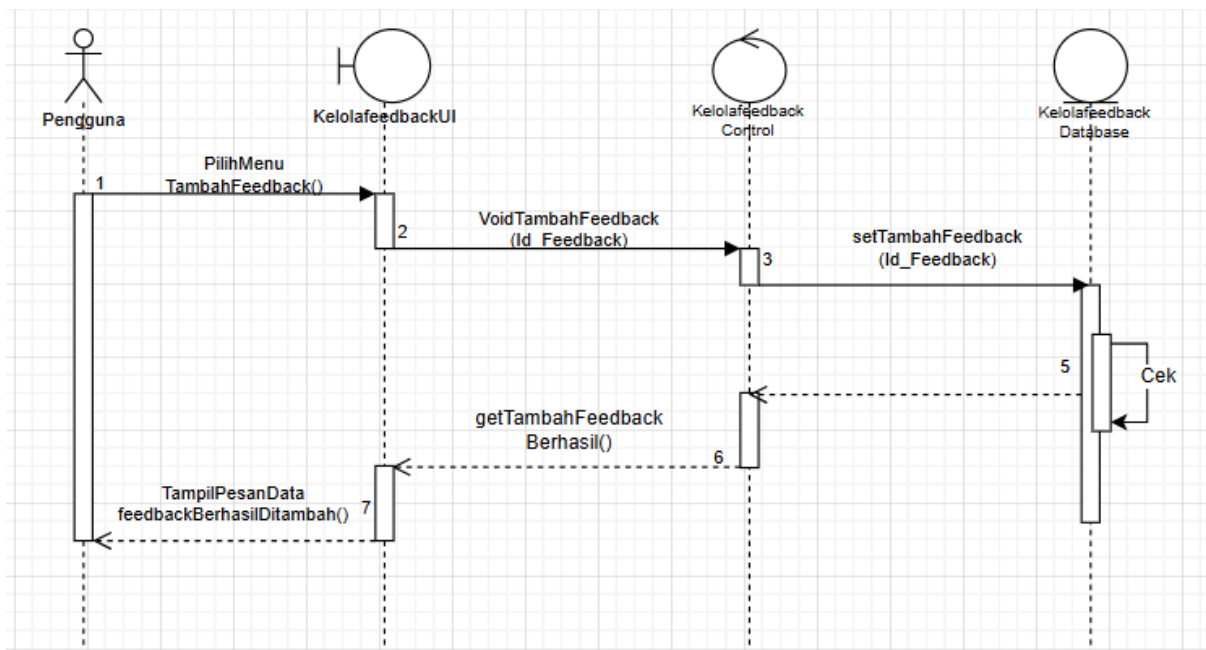 Pengguna
KelolafeedbackUI
Kelolafeedback
Control
Kelolafeedback
Database
PilihMenu
1 TambahFeedback()
2
VoidTambahFeedback
(Id_Feedback)
3
setTambahFeedback
(Id_Feedback)
5
Cek
getTambahFeedback
Berhasil()
6
TampilPesanData
feedbackBerhasilDitambah()
7